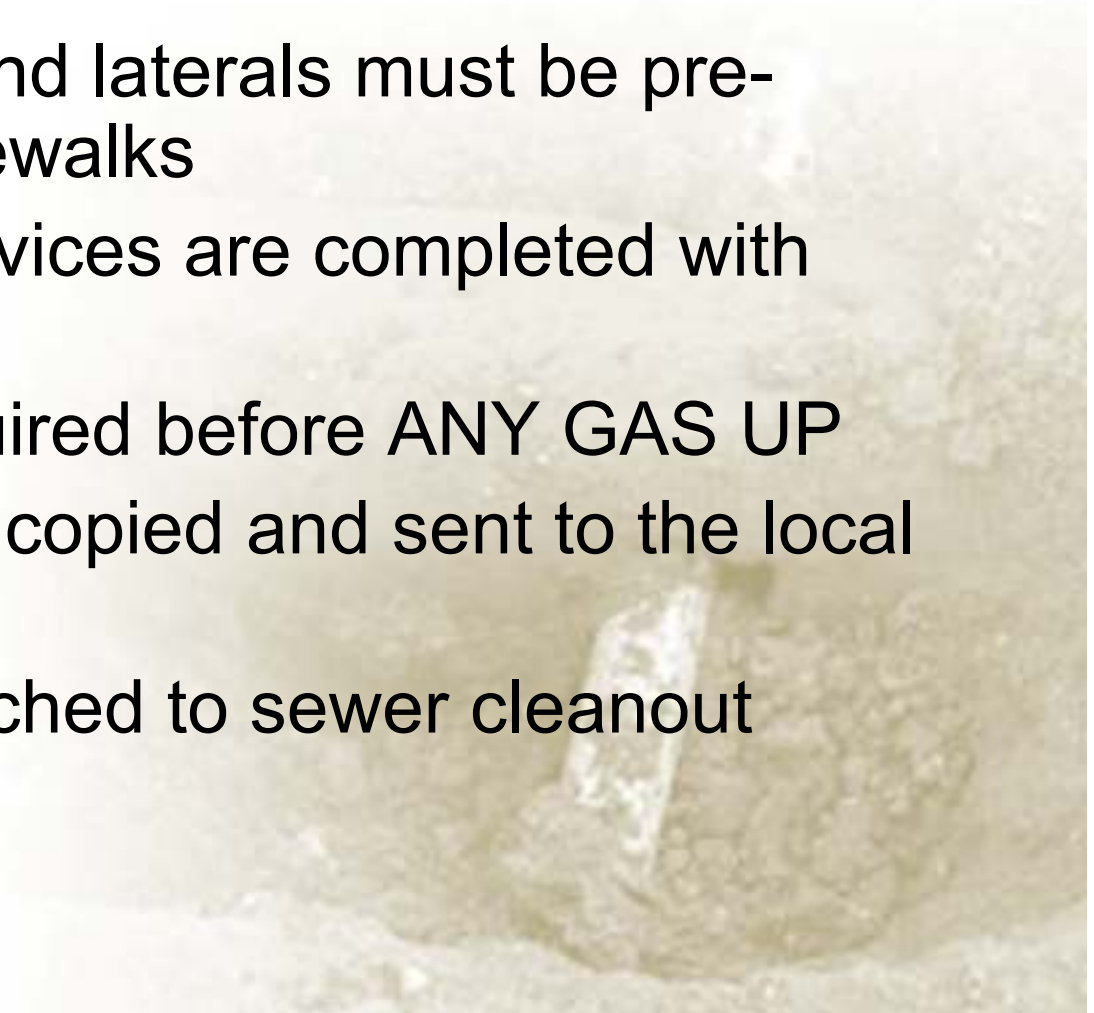 nd laterals must be pre-
ewalks
vices are completed with
uired before ANY GAS UP
copied and sent to the local
ched to sewer cleanout